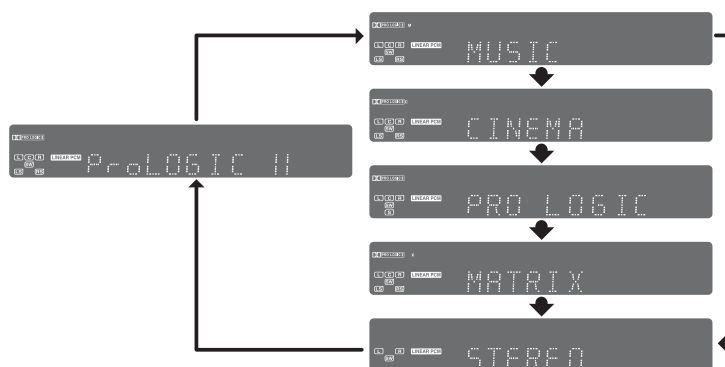 PRO LOGIC II M
L C R LINEAR PCM
SW
LS RS
MUSIC
PRO LOGIC II
L C R LINEAR PCM
SW
LS RS
CINEMA
PRO LOGIC II
L C R LINEAR PCM
SW
LS RS
ProLOGIC II
PRO LOGIC II
L C R LINEAR PCM
SW
S
PRO LOGIC
PRO LOGIC II
L C R LINEAR PCM
SW
LS RS
MATRIX
L R LINEAR PCM
SW
STEREO